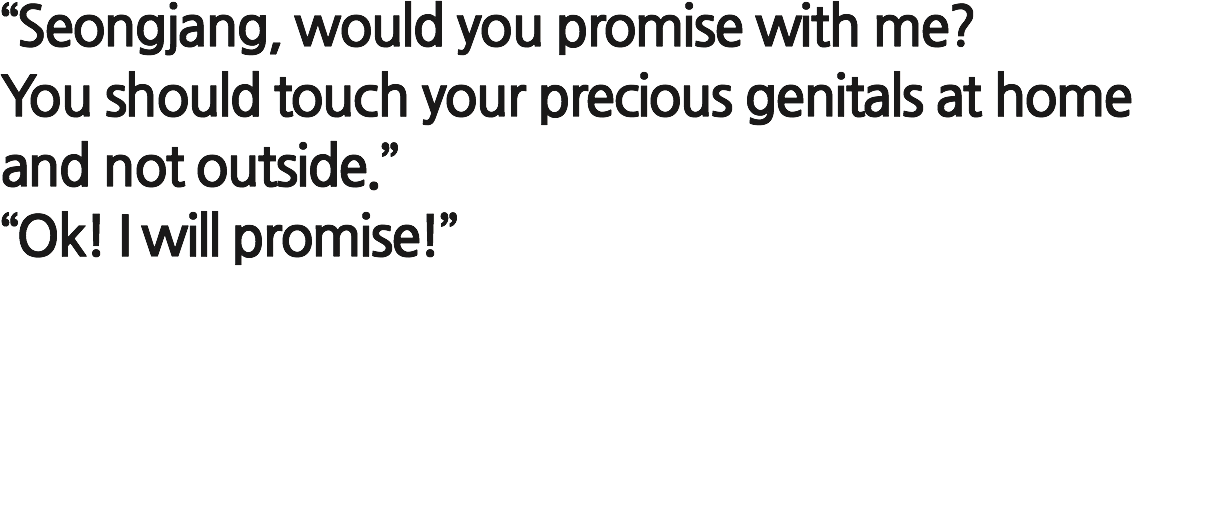 “Seongjang, would you promise with me?
You should touch your precious genitals at home
and not outside.”
“Ok! I will promise!”